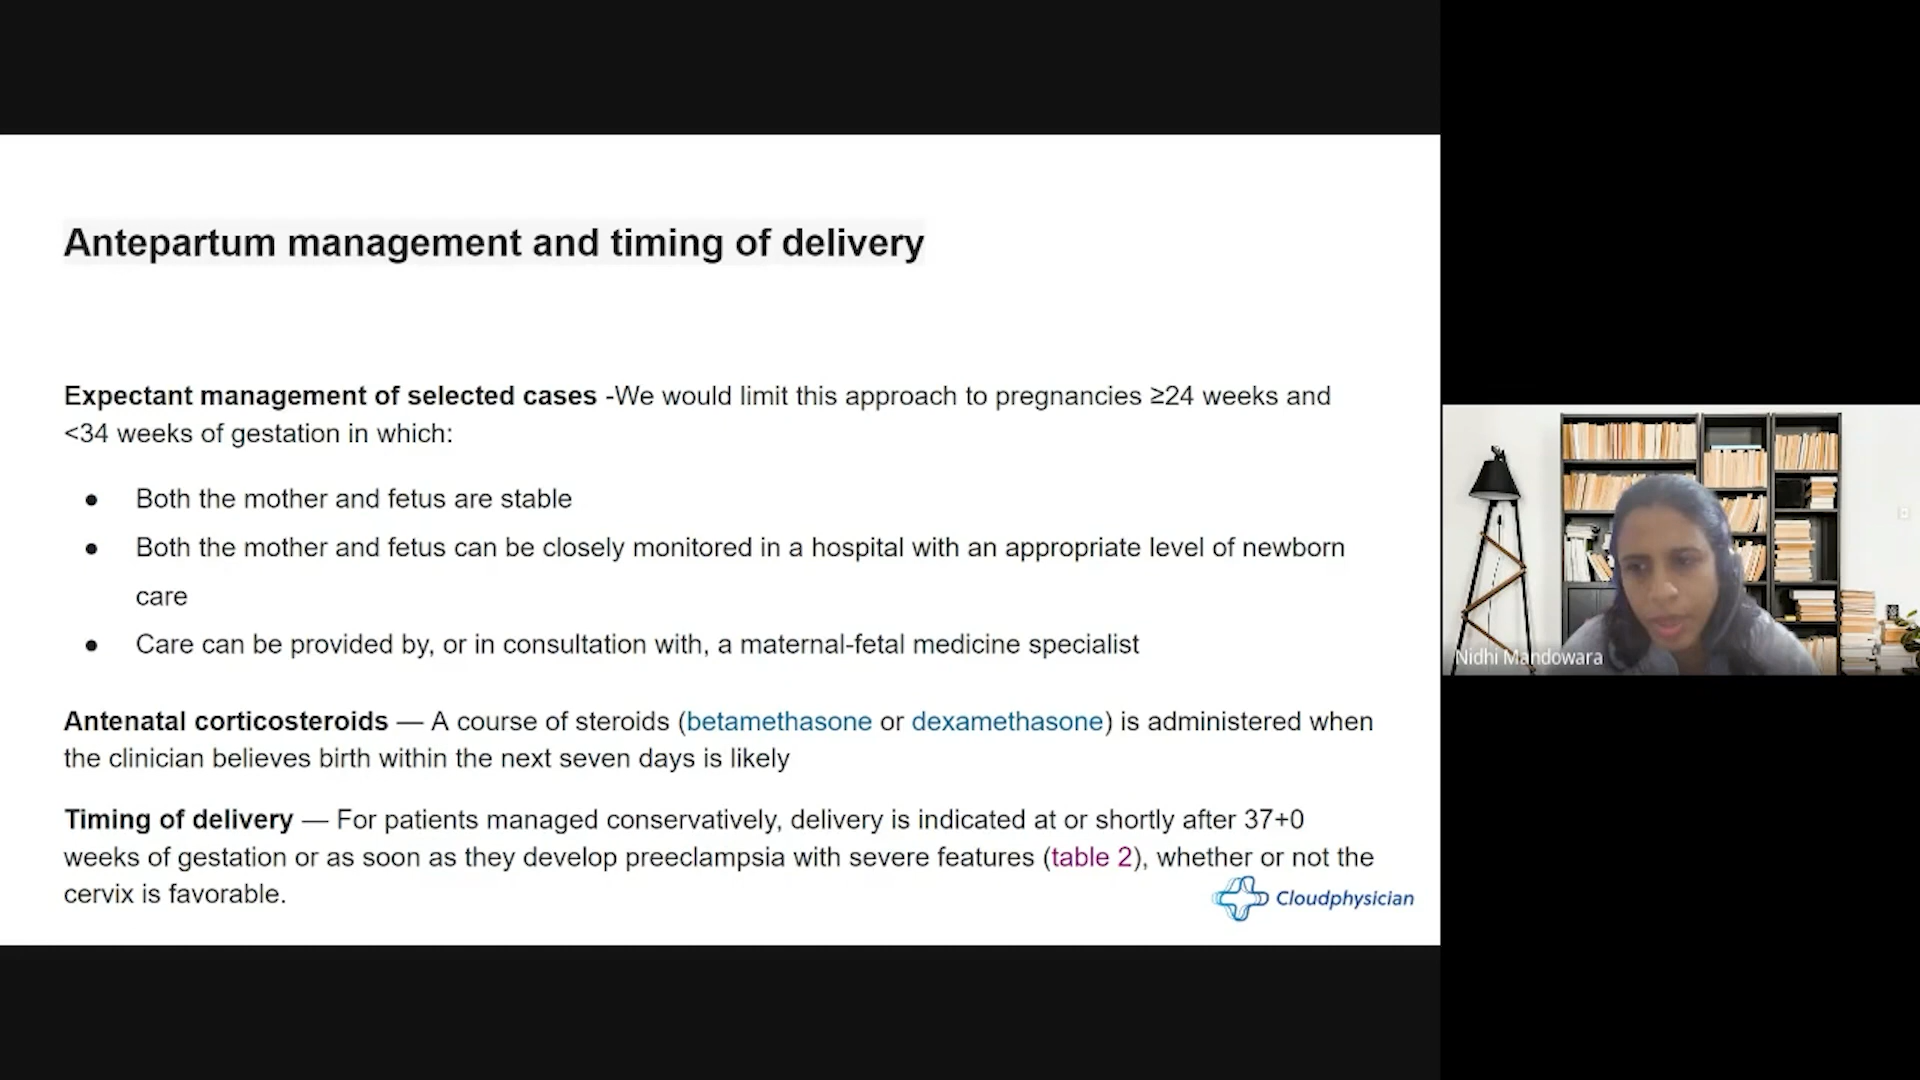 Antepartum management and timing of delivery
Expectant management of selected cases -We would limit this approach to pregnancies ≥24 weeks and
<34 weeks of gestation in which:
● Both the mother and fetus are stable
● Both the mother and fetus can be closely monitored in a hospital with an appropriate level of newborn
care
● Care can be provided by, or in consultation with, a maternal-fetal medicine specialist
Antenatal corticosteroids — A course of steroids (betamethasone or dexamethasone) is administered when
the clinician believes birth within the next seven days is likely
Timing of delivery — For patients managed conservatively, delivery is indicated at or shortly after 37+0
weeks of gestation or as soon as they develop preeclampsia with severe features (table 2), whether or not the
cervix is favorable.
Cloudphysician
Nidhi Mandowara